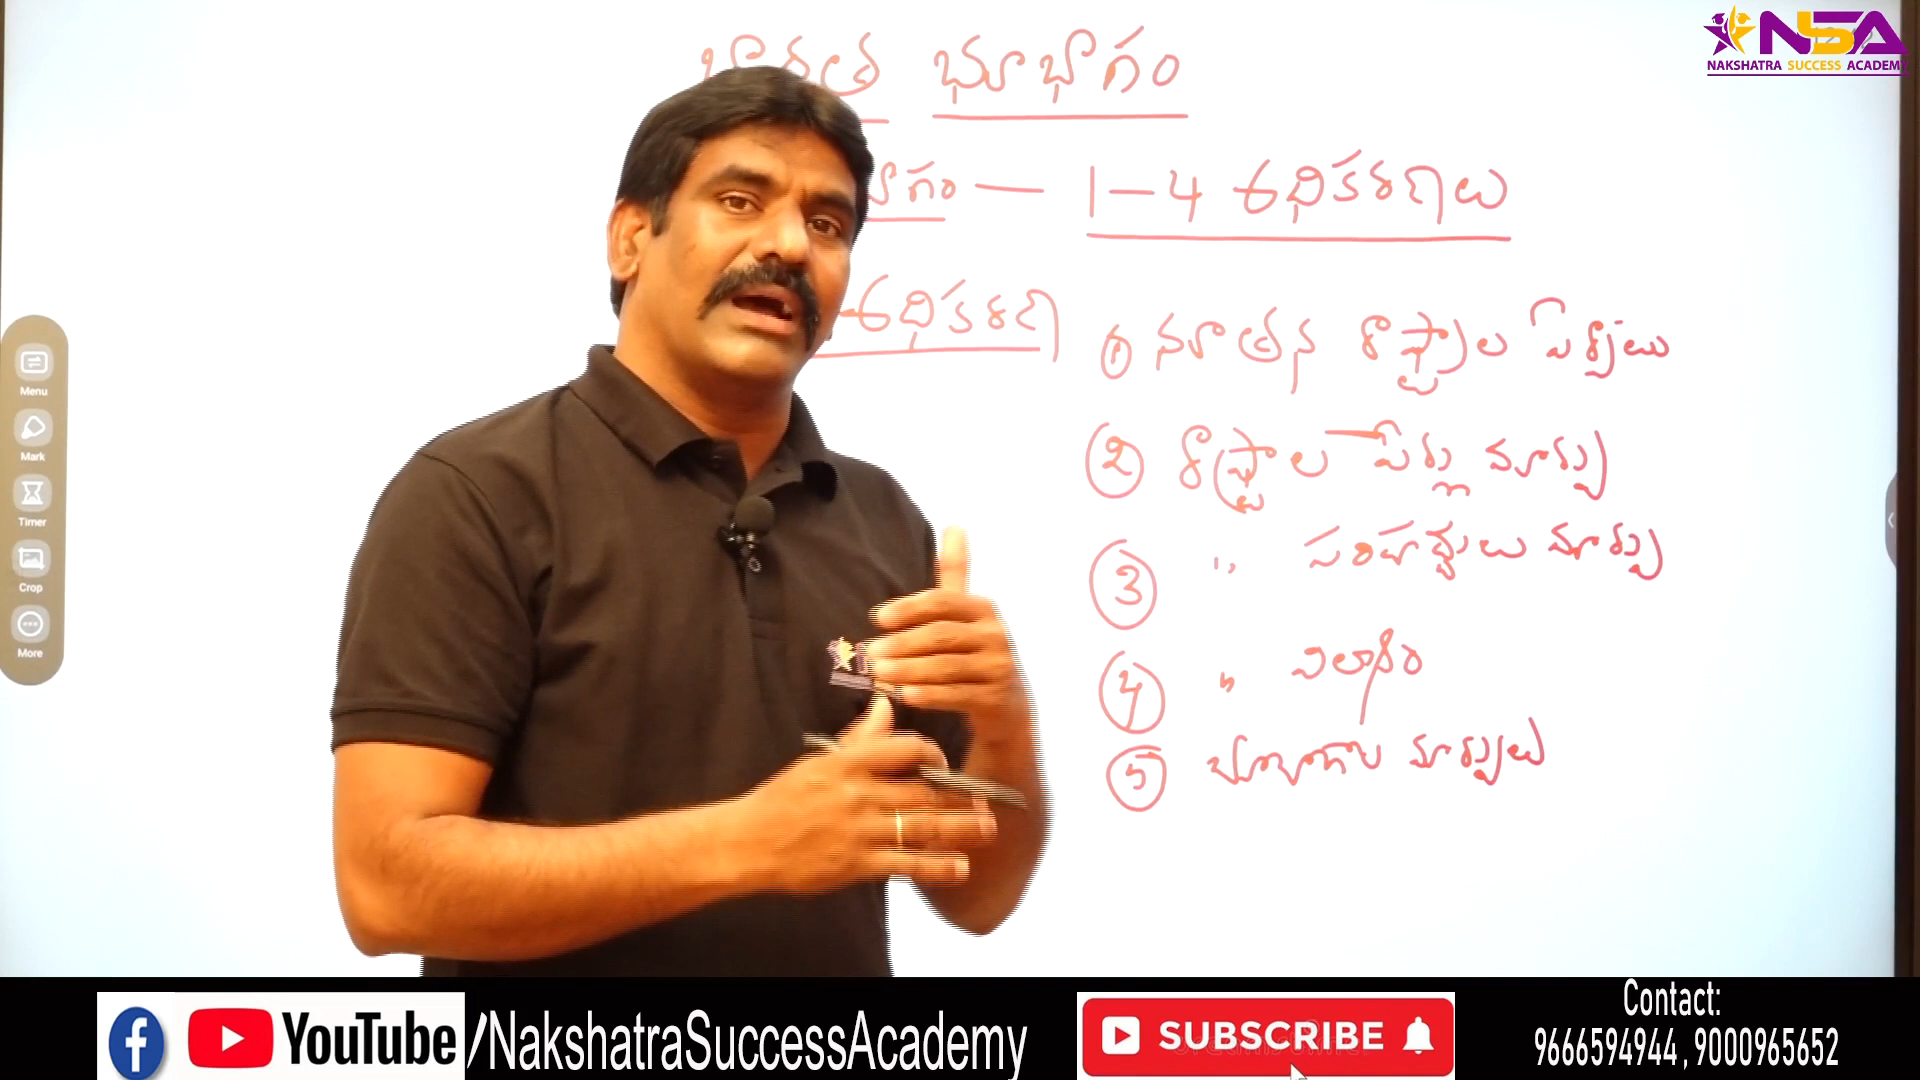 NSA
NAKSHATRA SUCCESS ACADEMY
భారత భూభాగం
భాగం — 1-4 అధికరణలు
అధికరణ
① నూతన రాష్ట్రాల ఏర్పాటు
② రాష్ట్రాల పేర్లు మార్పు
③ " సరిహద్దులు మార్పు
④ " విలీనం
⑤ భూభాగాల మార్పులు
Menu
Mark
Timer
Crop
More
YouTube /NakshatraSuccessAcademy
SUBSCRIBE
Contact:
9666594944 , 9000965652